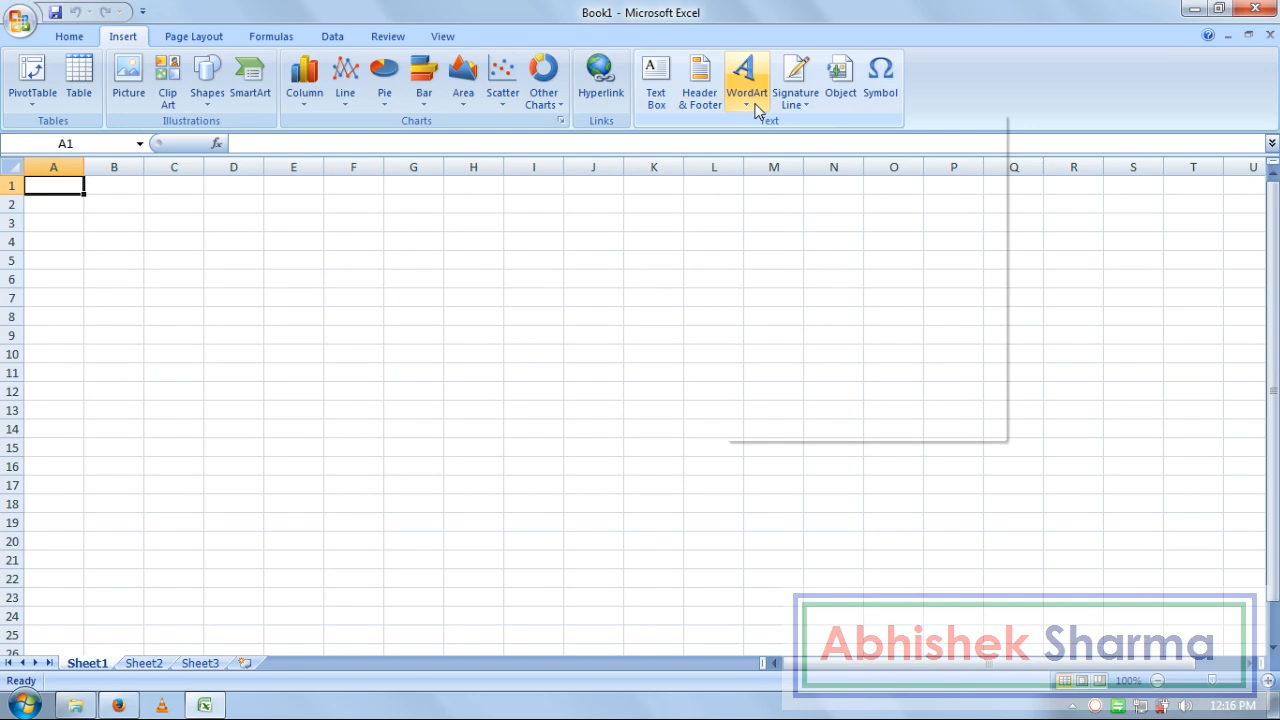 Book1 - Microsoft Excel
Home Insert Page Layout Formulas Data Review View
PivotTable Table Picture Clip Art Shapes SmartArt Column Line Pie Bar Area Scatter Other Charts Hyperlink Text Box Header & Footer WordArt Signature Line Object Symbol
Tables Illustrations Charts Links Text
A1 fx
A B C D E F G H I J K L M N O P Q R S T U
1
2
3
4
5
6
7
8
9
10
11
12
13
14
15
16
17
18
19
20
21
22
23
24
25
26
Abhishek Sharma
Sheet1 Sheet2 Sheet3
Ready 100%
12:16 PM